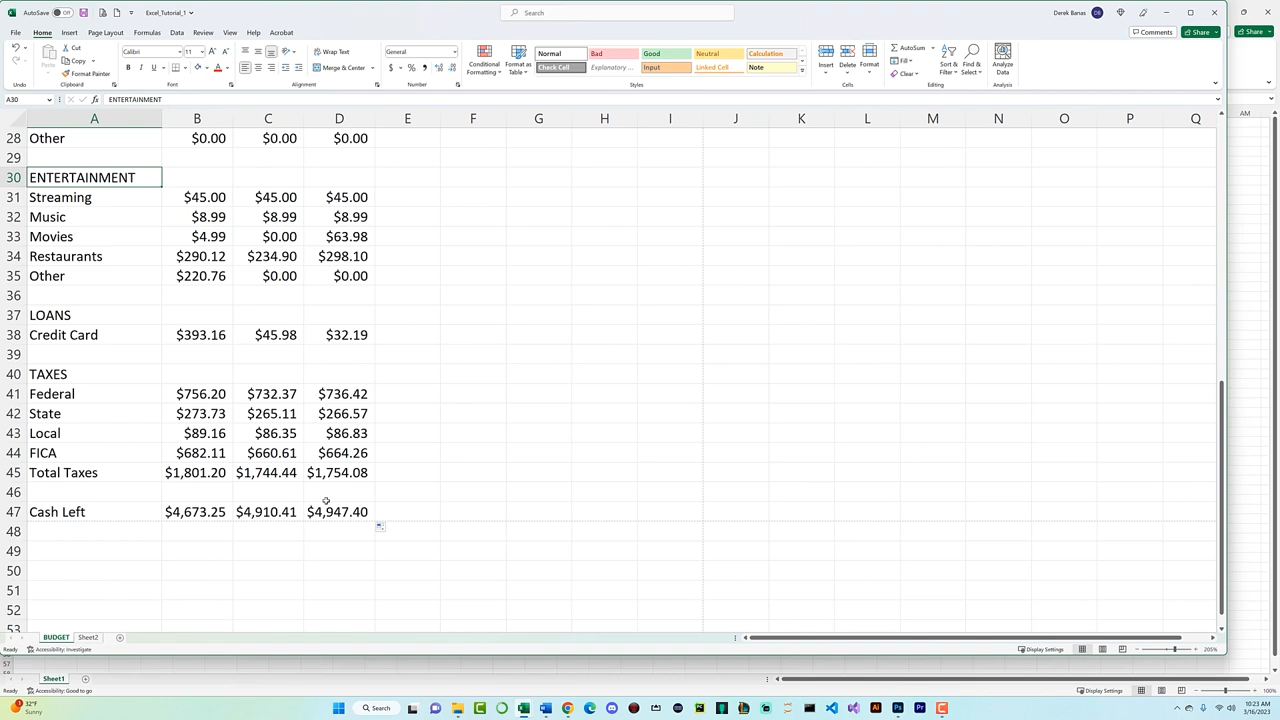 AutoSave Off Excel_Tutorial_1 Search Derek Banas DB
File Home Insert Page Layout Formulas Data Review View Help Acrobat Comments Share Share
Cut Calibri 11 Wrap Text General Normal Bad Good Neutral Calculation AutoSum
Copy Fill
Format Painter Merge & Center Conditional Formatting Format as Table Check Cell Explanatory ... Input Linked Cell Note Insert Delete Format Clear Sort & Filter Find & Select Analyze Data
Undo Clipboard Font Alignment Number Styles Cells Editing Analysis
A30 fx ENTERTAINMENT
A B C D E F G H I J K L M N O P Q AM
28 Other $0.00 $0.00 $0.00
29
30 ENTERTAINMENT
31 Streaming $45.00 $45.00 $45.00
32 Music $8.99 $8.99 $8.99
33 Movies $4.99 $0.00 $63.98
34 Restaurants $290.12 $234.90 $298.10
35 Other $220.76 $0.00 $0.00
36
37 LOANS
38 Credit Card $393.16 $45.98 $32.19
39
40 TAXES
41 Federal $756.20 $732.37 $736.42
42 State $273.73 $265.11 $266.57
43 Local $89.16 $86.35 $86.83
44 FICA $682.11 $660.61 $664.26
45 Total Taxes $1,801.20 $1,744.44 $1,754.08
46
47 Cash Left $4,673.25 $4,910.41 $4,947.40
48
49
50
51
52
53
BUDGET Sheet2
Ready Accessibility: Investigate Display Settings 205%
57
Sheet1
Ready Accessibility: Good to go Display Settings 100%
32°F
Sunny
Search
10:23 AM
3/16/2023